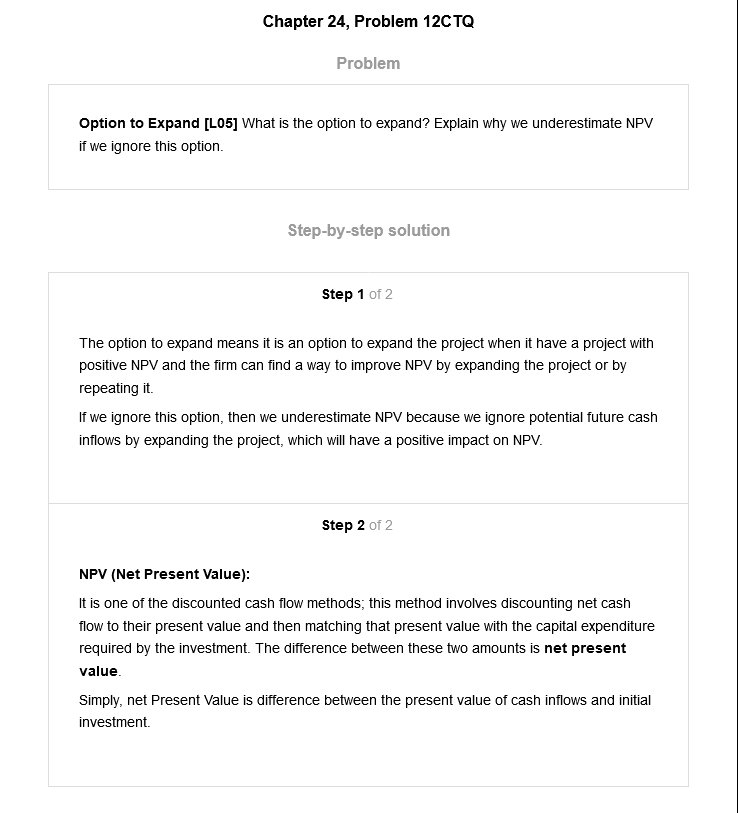 Chapter 24, Problem 12CTQ
Problem
Option to Expand [L05] What is the option to expand? Explain why we underestimate NPV
if we ignore this option.
Step-by-step solution
Step 1 of 2
The option to expand means it is an option to expand the project when it have a project with
positive NPV and the firm can find a way to improve NPV by expanding the project or by
repeating it.
If we ignore this option, then we underestimate NPV because we ignore potential future cash
inflows by expanding the project, which will have a positive impact on NPV.
Step 2 of 2
NPV (Net Present Value):
It is one of the discounted cash flow methods; this method involves discounting net cash
flow to their present value and then matching that present value with the capital expenditure
required by the investment. The difference between these two amounts is net present
value.
Simply, net Present Value is difference between the present value of cash inflows and initial
investment.